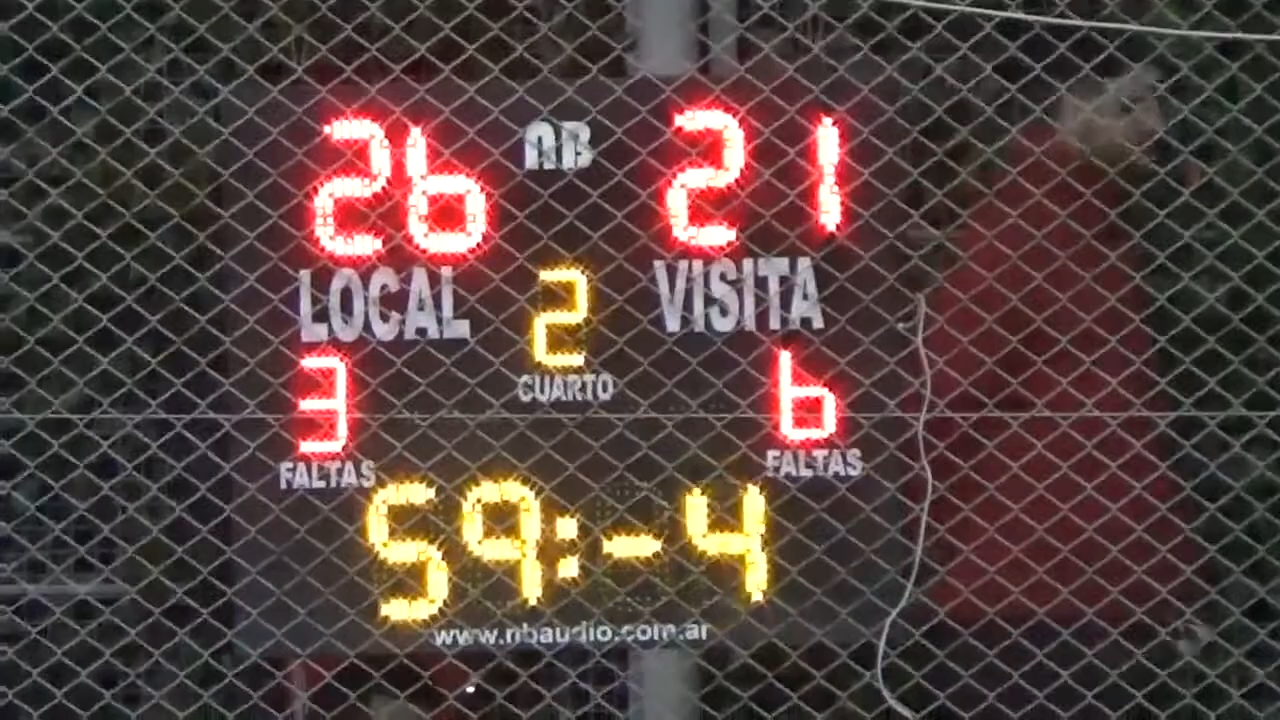 26 NB 21
LOCAL 2 VISITA
CUARTO
3 6
FALTAS FALTAS
59:-4
www.nbaudio.com.ar